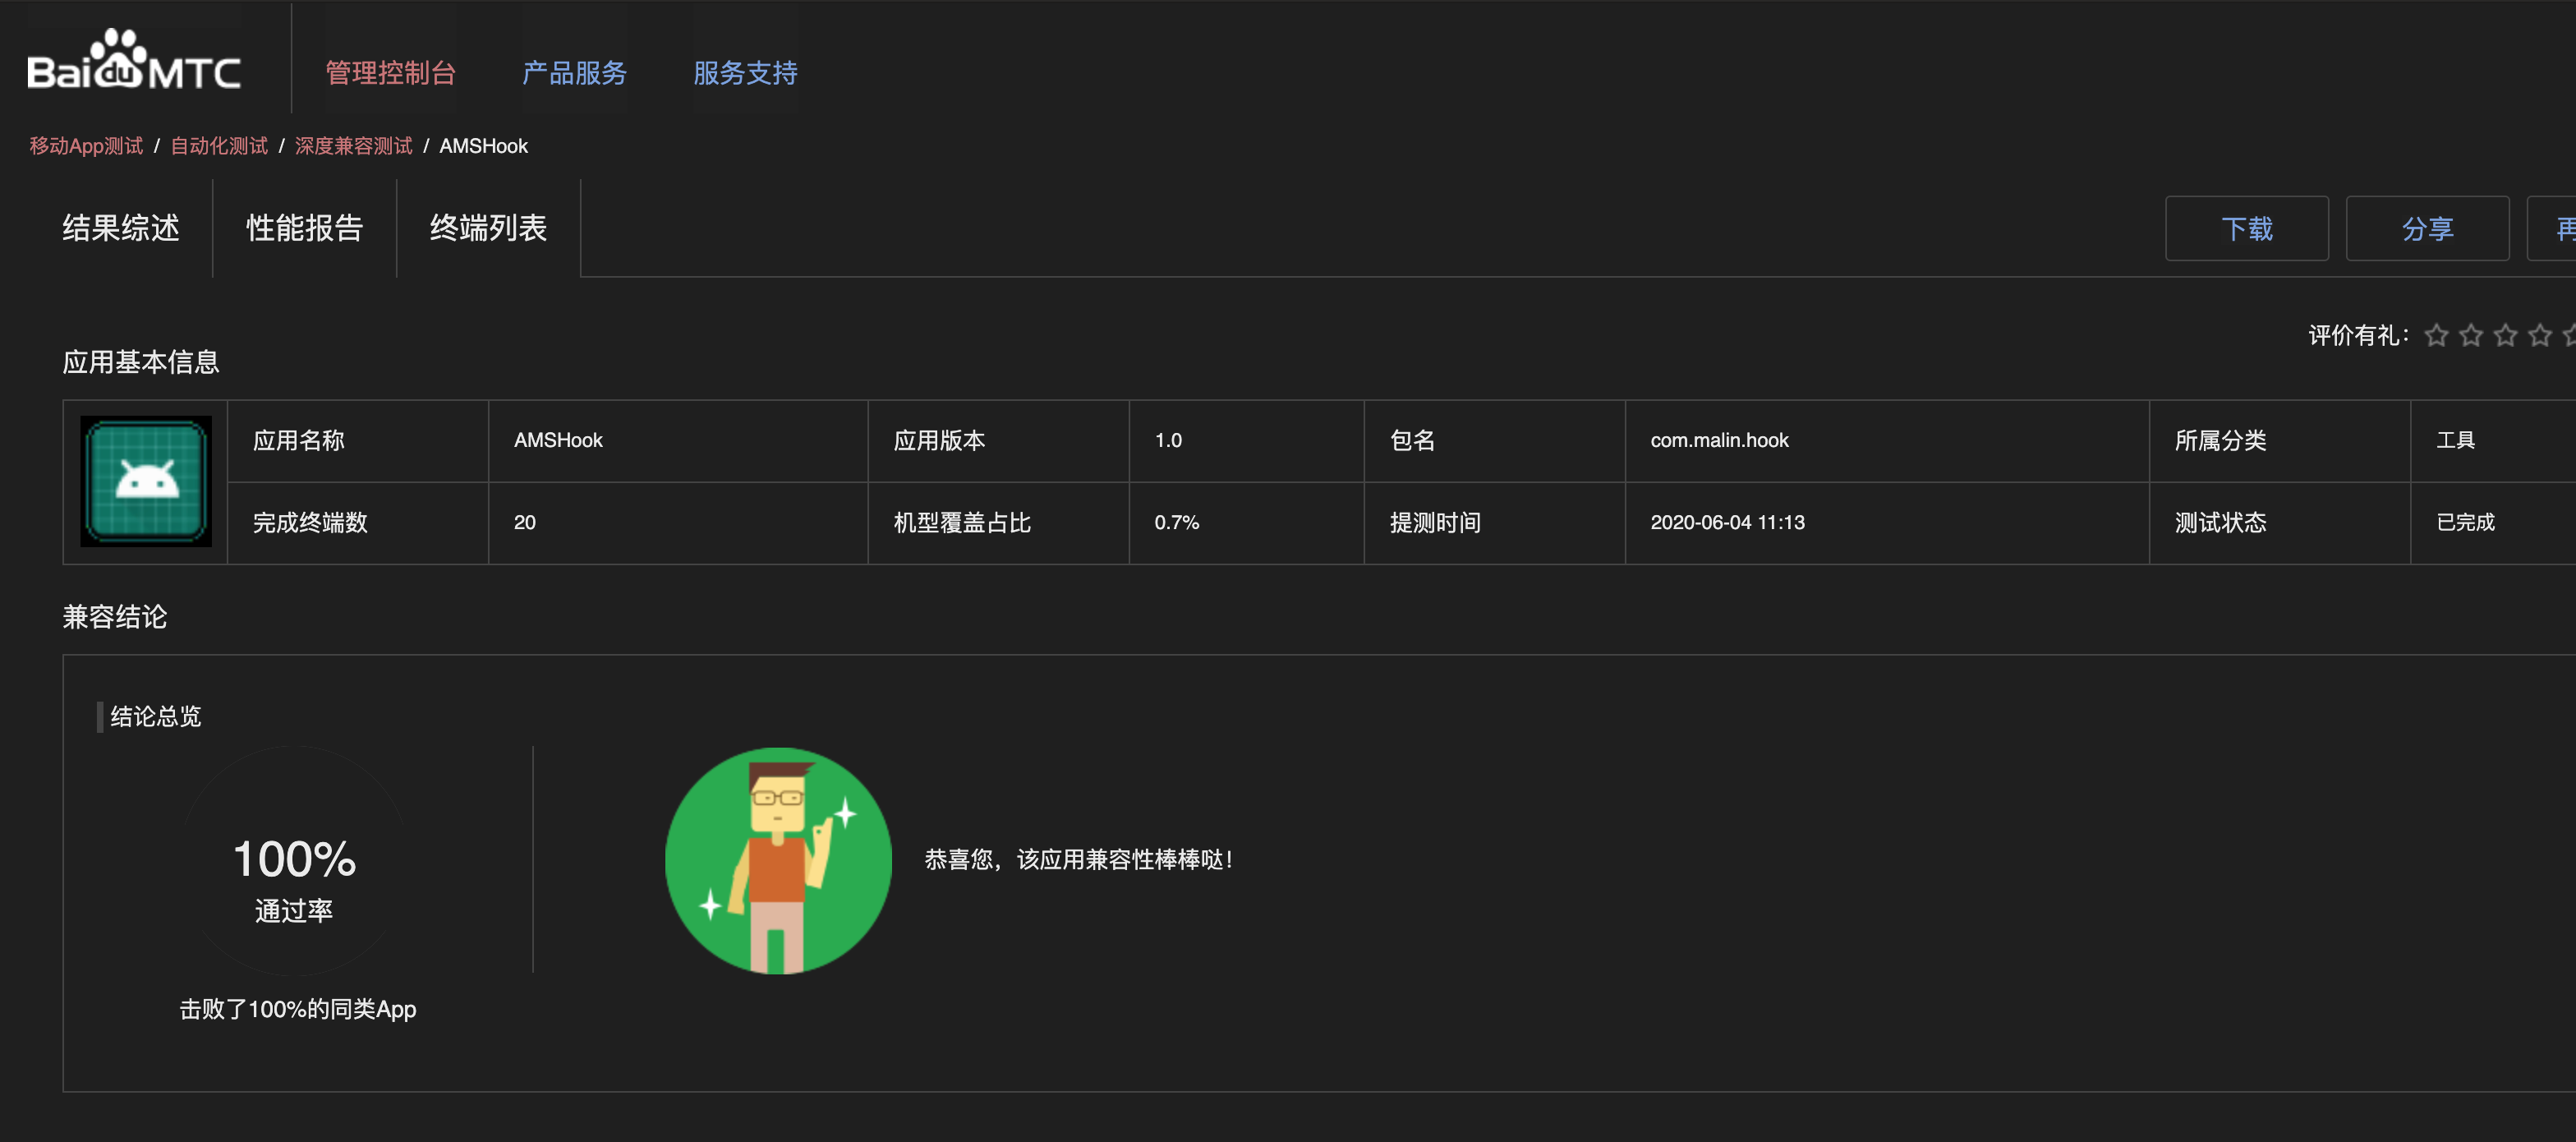 Baidu MTC 管理控制台 产品服务 服务支持
移动App测试 / 自动化测试 / 深度兼容测试 / AMSHook
结果综述 性能报告 终端列表 下载 分享
评价有礼：
应用基本信息
应用名称 AMSHook 应用版本 1.0 包名 com.malin.hook 所属分类 工具
完成终端数 20 机型覆盖占比 0.7% 提测时间 2020-06-04 11:13 测试状态 已完成
兼容结论
结论总览
100%
通过率
恭喜您，该应用兼容性棒棒哒！
击败了100%的同类App